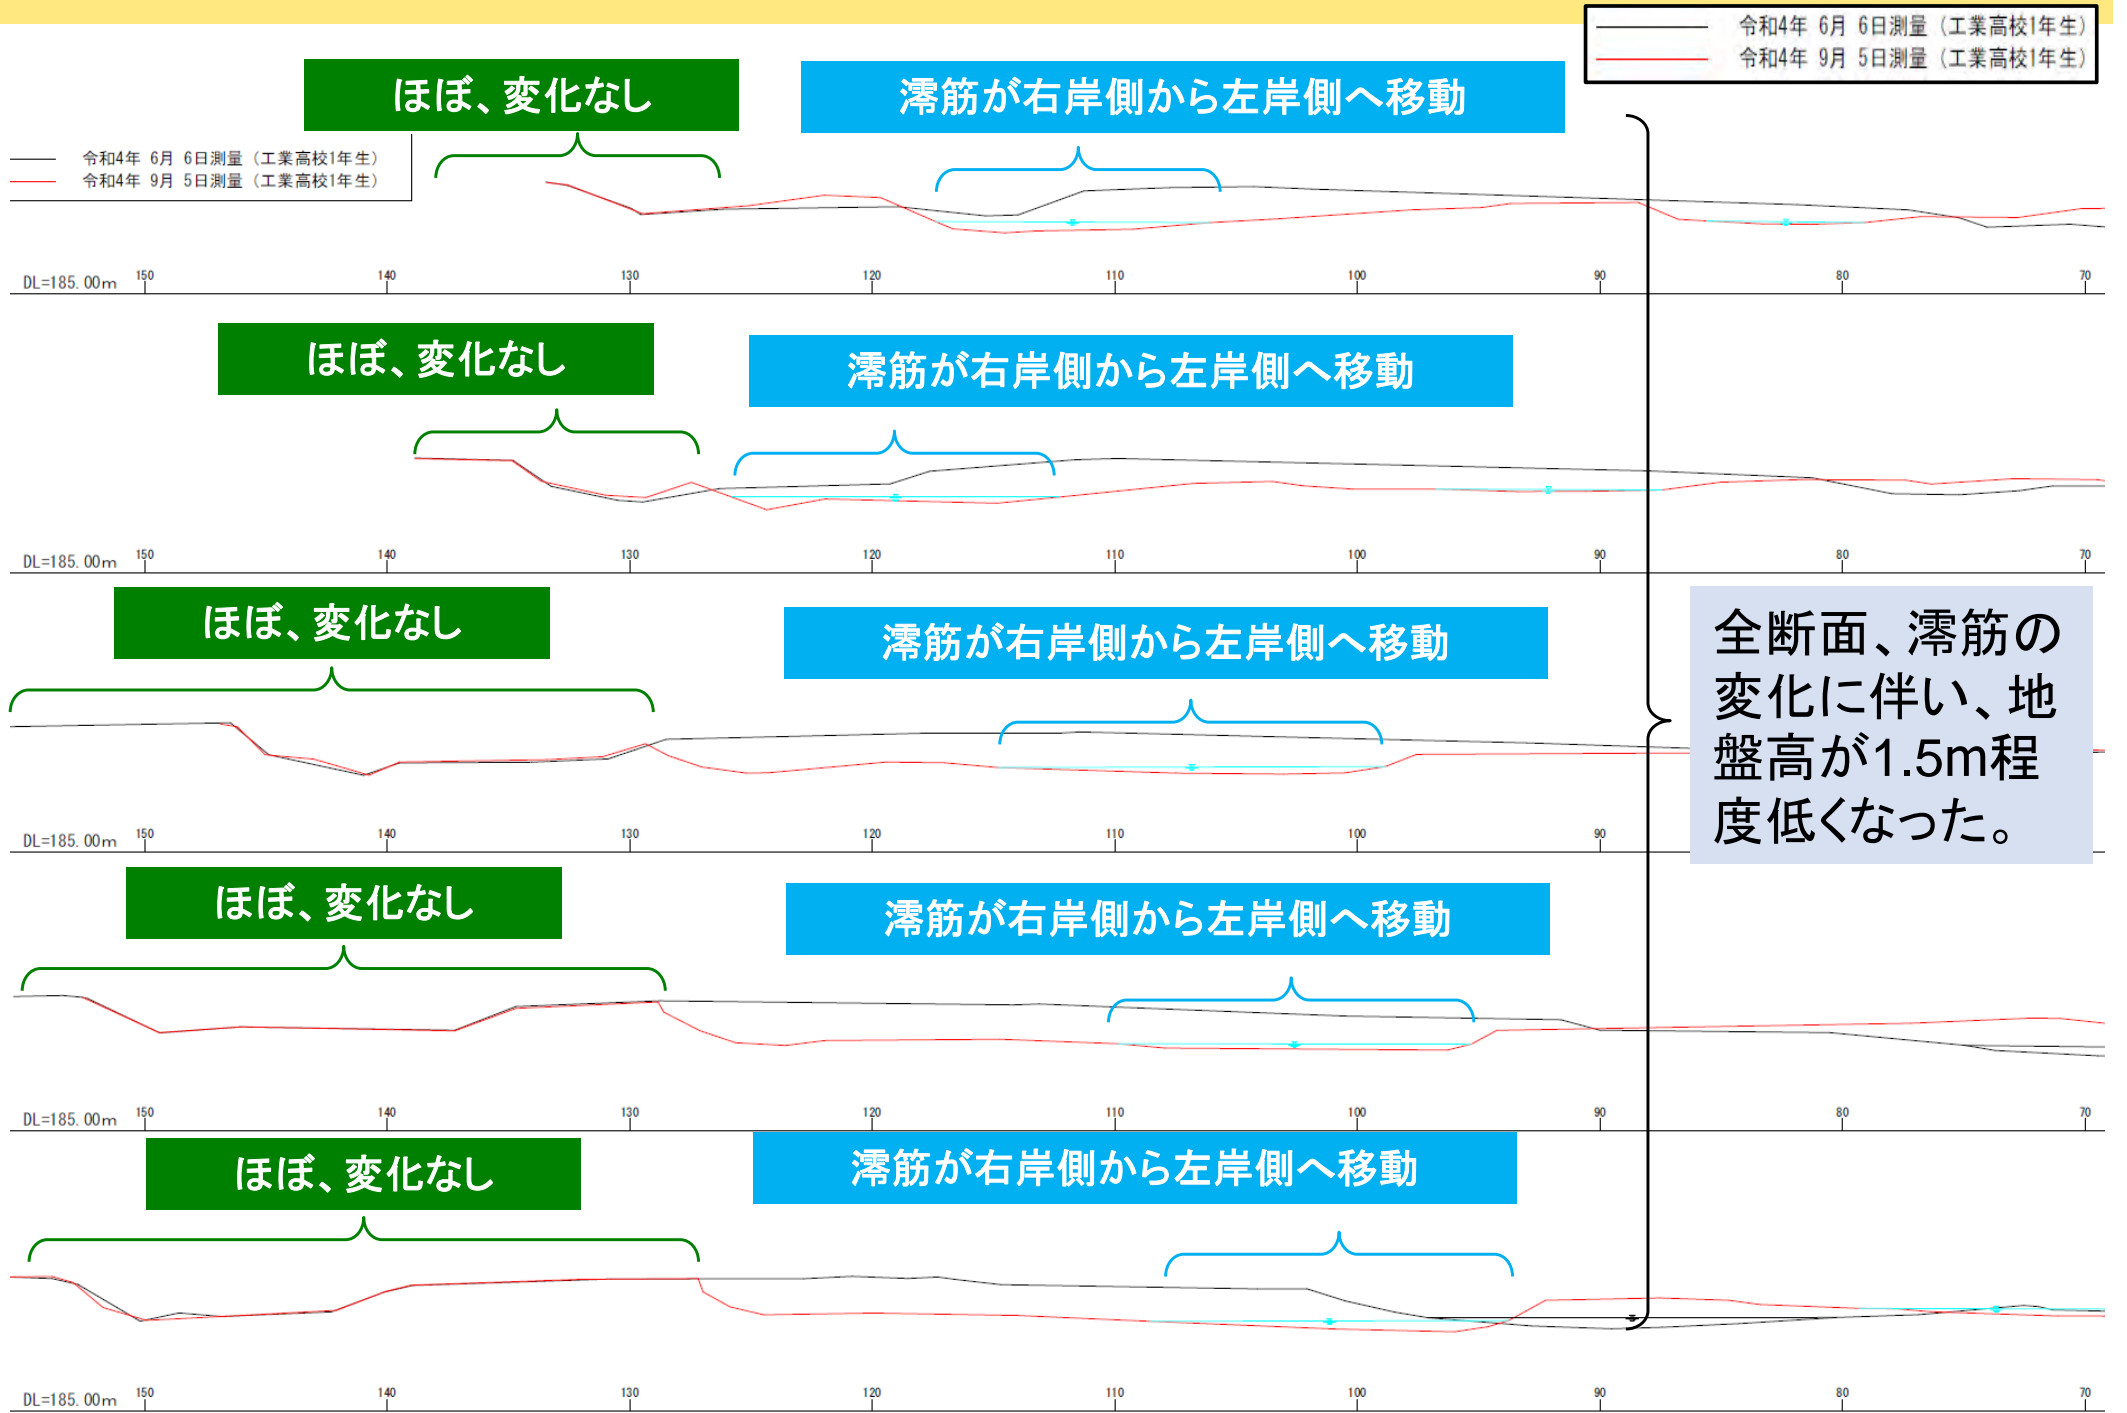 令和4年 6月 6日測量（工業高校1年生）
令和4年 9月 5日測量（工業高校1年生）
ほぼ、変化なし
澪筋が右岸側から左岸側へ移動
令和4年 6月 6日測量（工業高校1年生）
令和4年 9月 5日測量（工業高校1年生）
DL=185.00m 150 140 130 120 110 100 90 80 70
ほぼ、変化なし
澪筋が右岸側から左岸側へ移動
DL=185.00m 150 140 130 120 110 100 90 80 70
ほぼ、変化なし
澪筋が右岸側から左岸側へ移動
全断面、澪筋の
変化に伴い、地
盤高が1.5m程
度低くなった。
DL=185.00m 150 140 130 120 110 100 90
ほぼ、変化なし
澪筋が右岸側から左岸側へ移動
DL=185.00m 150 140 130 120 110 100 90 80 70
ほぼ、変化なし
澪筋が右岸側から左岸側へ移動
DL=185.00m 150 140 130 120 110 100 90 80 70